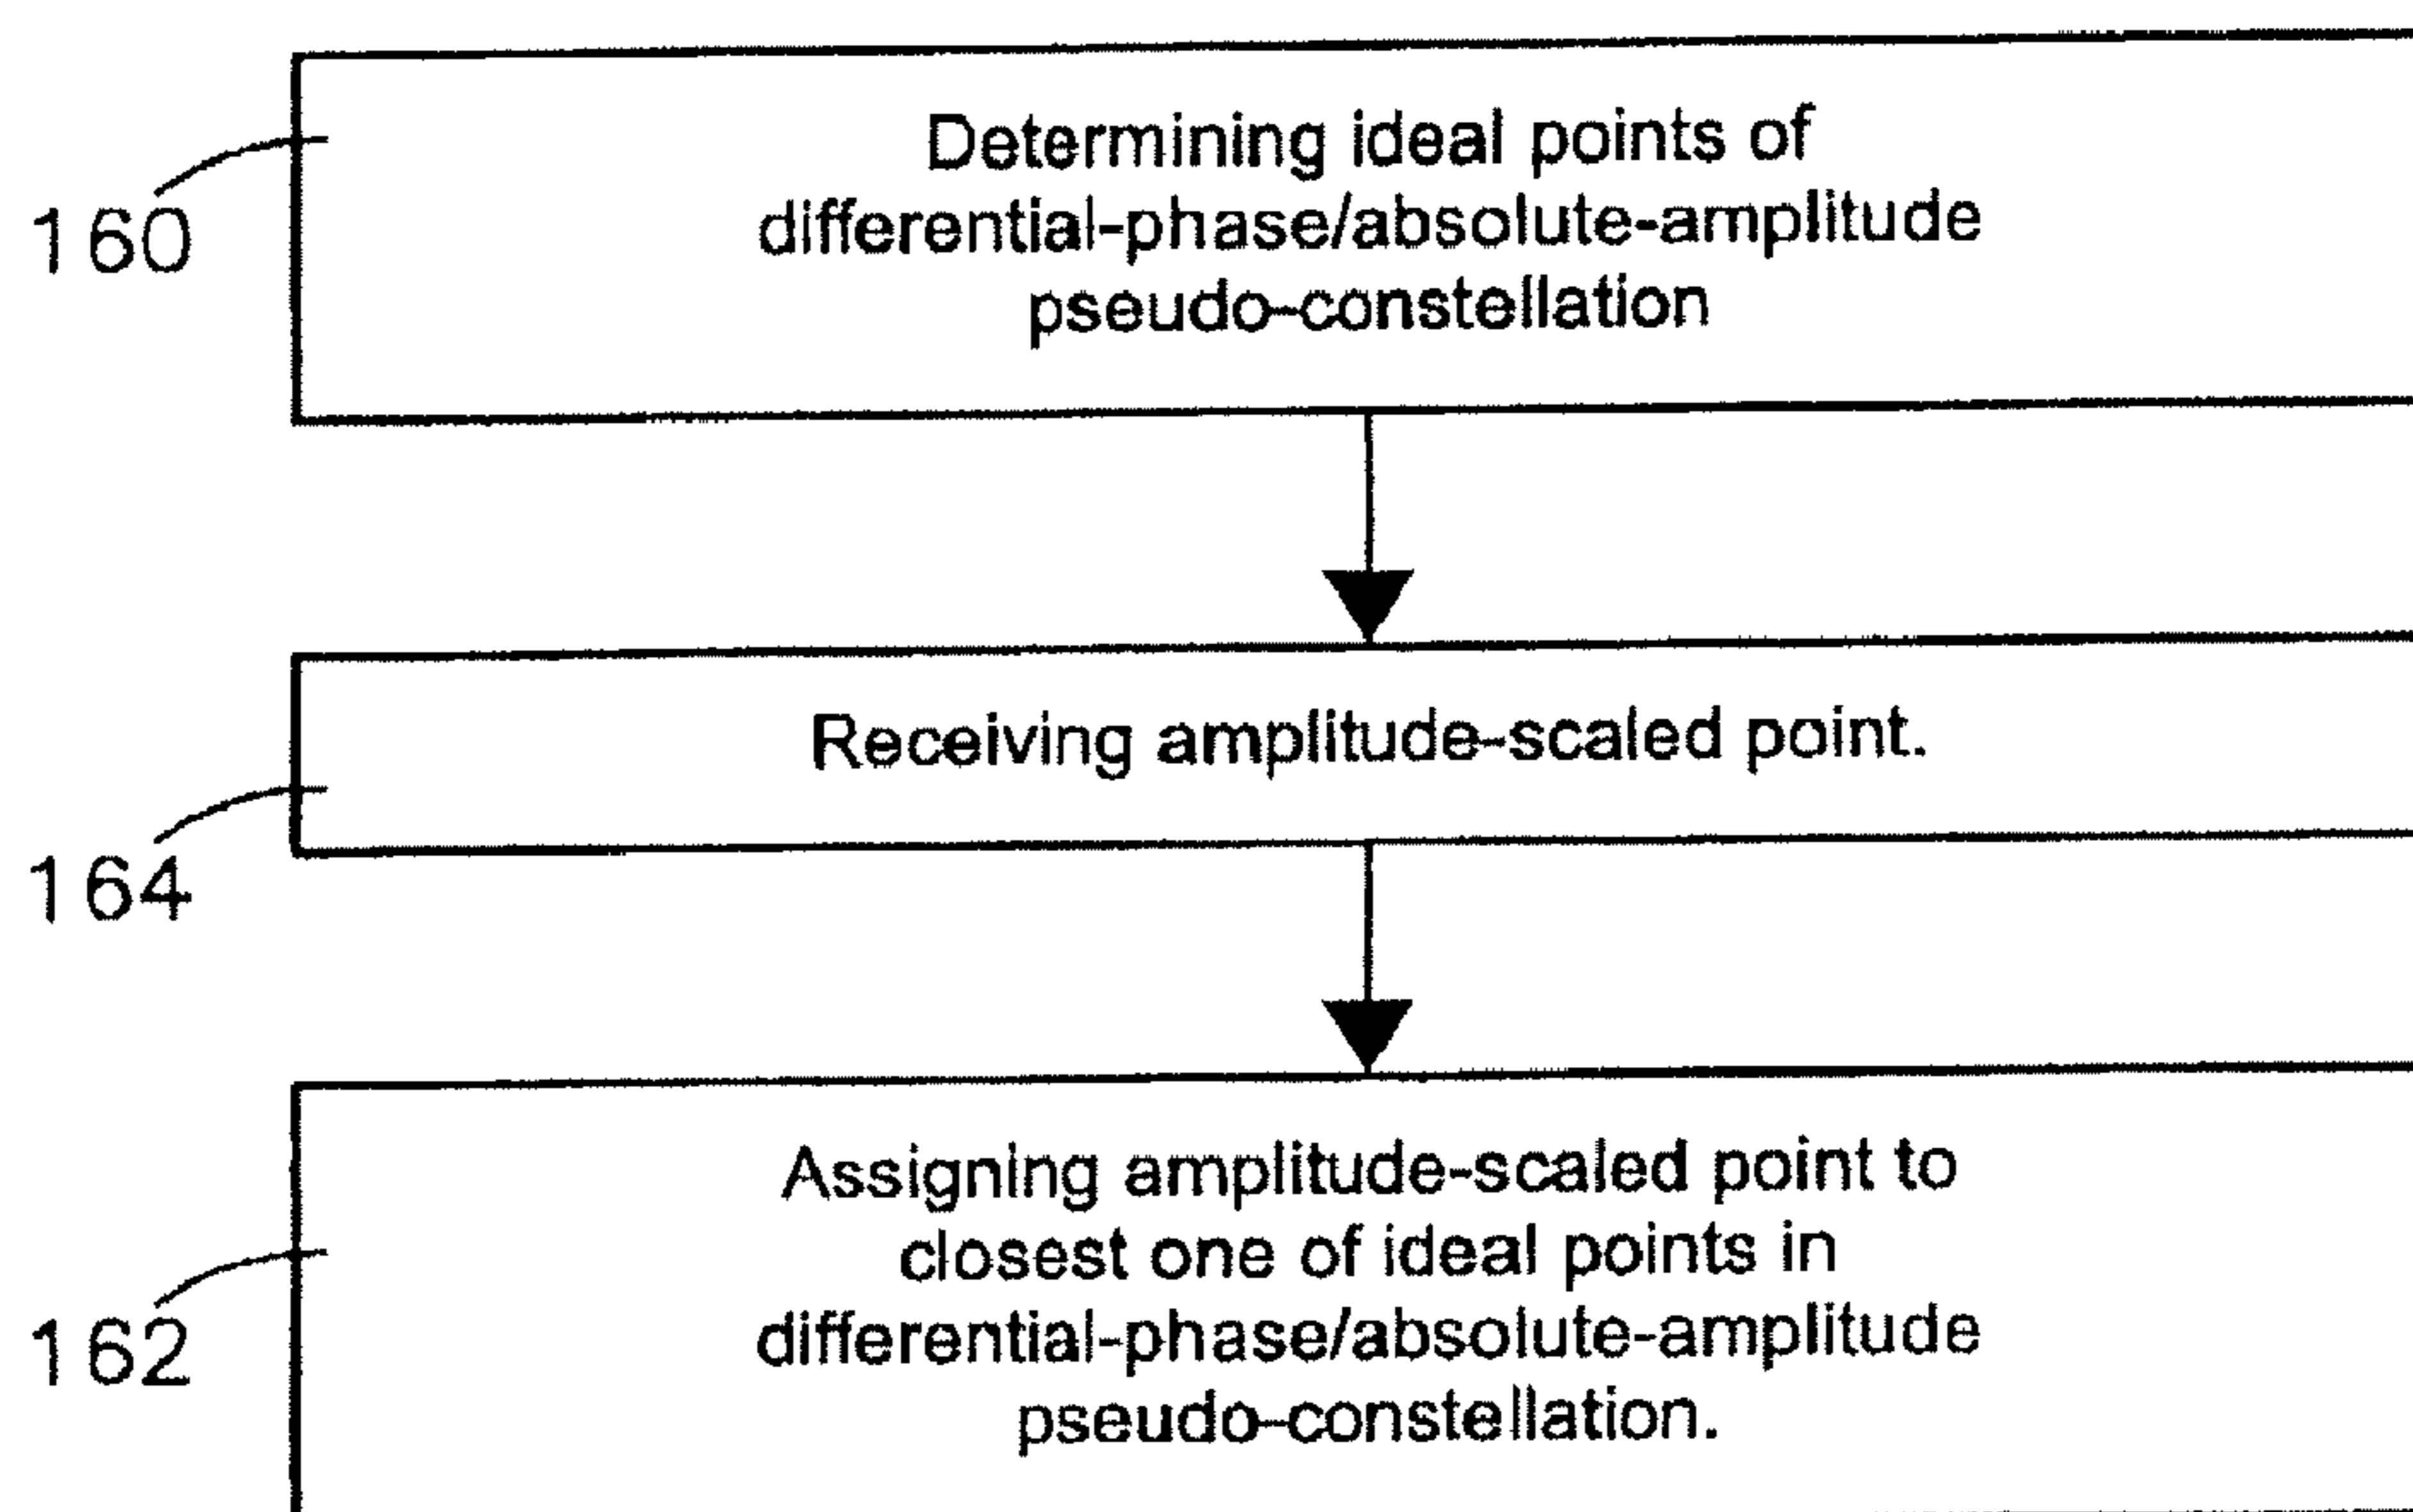 Determining ideal points of
differential-phase/absolute-amplitude
pseudo-constellation
160
Receiving amplitude-scaled point.
164
Assigning amplitude-scaled point to
closest one of ideal points in
differential-phase/absolute-amplitude
pseudo-constellation.
162